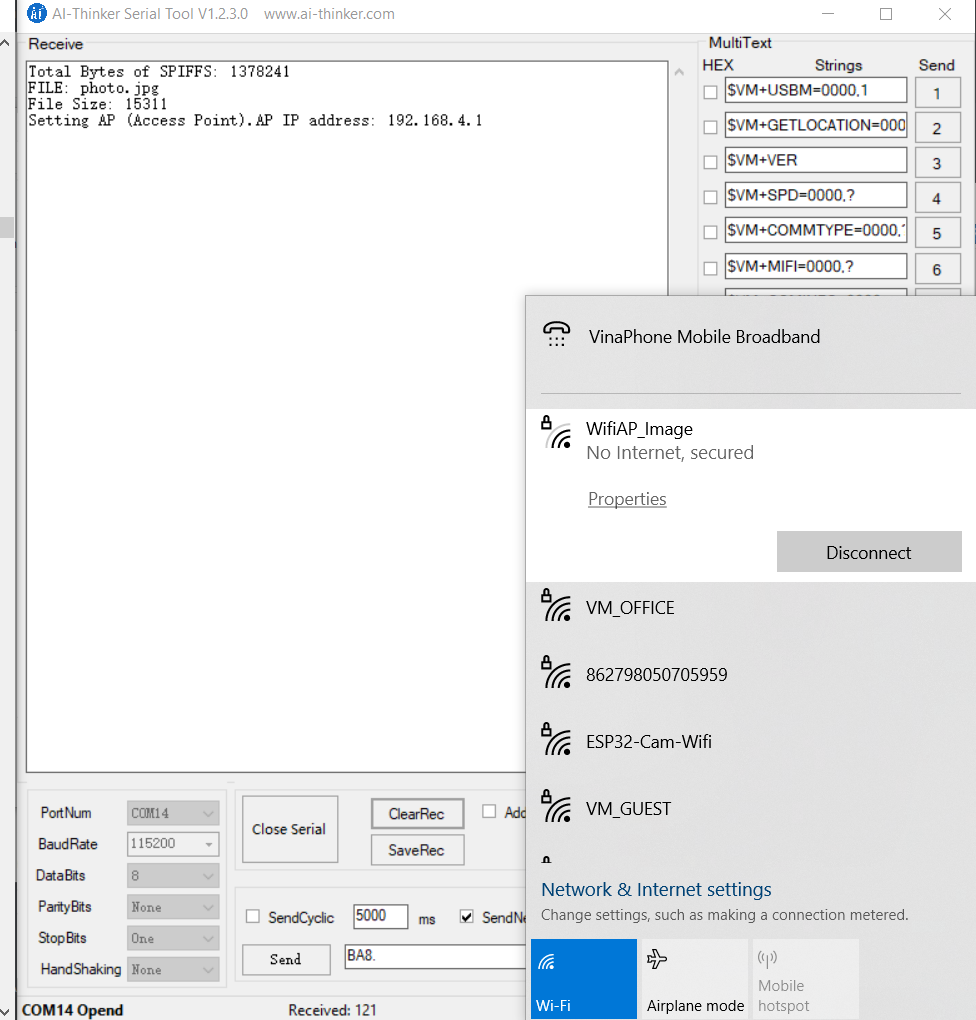 AI-Thinker Serial Tool V1.2.3.0 www.ai-thinker.com
Receive
Total Bytes of SPIFFS: 1378241
FILE: photo.jpg
File Size: 15311
Setting AP (Access Point).AP IP address: 192.168.4.1
MultiText
HEX Strings Send
$VM+USBM=0000,1 1
$VM+GETLOCATION=000 2
$VM+VER 3
$VM+SPD=0000,? 4
$VM+COMMTYPE=0000, 5
$VM+MIFI=0000,? 6
VinaPhone Mobile Broadband
WifiAP_Image
No Internet, secured
Properties
Disconnect
VM_OFFICE
862798050705959
ESP32-Cam-Wifi
VM_GUEST
Network & Internet settings
Change settings, such as making a connection metered.
Wi-Fi
Airplane mode
Mobile
hotspot
PortNum COM14
BaudRate 115200
DataBits 8
ParityBits None
StopBits One
HandShaking None
Close Serial
ClearRec
Add
SaveRec
SendCyclic 5000 ms SendNe
Send BA8.
COM14 Opend Received: 121